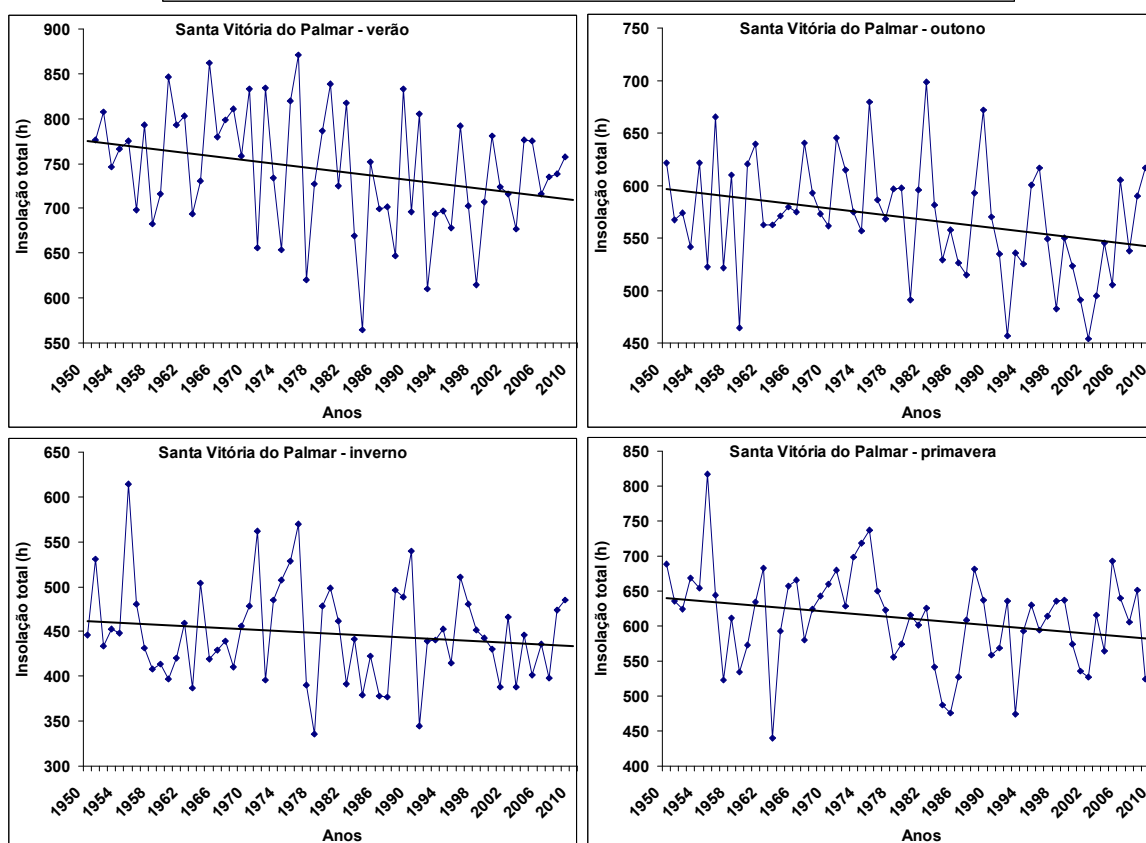 Santa Vitória do Palmar - verão
Insolação total (h)
900
850
800
750
700
650
600
550
1950 1954 1958 1962 1966 1970 1974 1978 1982 1986 1990 1994 1998 2002 2006 2010
Anos
Santa Vitória do Palmar - outono
Insolação total (h)
750
700
650
600
550
500
450
1950 1954 1958 1962 1966 1970 1974 1978 1982 1986 1990 1994 1998 2002 2006 2010
Anos
Santa Vitória do Palmar - inverno
Insolação total (h)
650
600
550
500
450
400
350
300
1950 1954 1958 1962 1966 1970 1974 1978 1982 1986 1990 1994 1998 2002 2006 2010
Anos
Santa Vitória do Palmar - primavera
Insolação total (h)
850
800
750
700
650
600
550
500
450
400
1950 1954 1958 1962 1966 1970 1974 1978 1982 1986 1990 1994 1998 2002 2006 2010
Anos